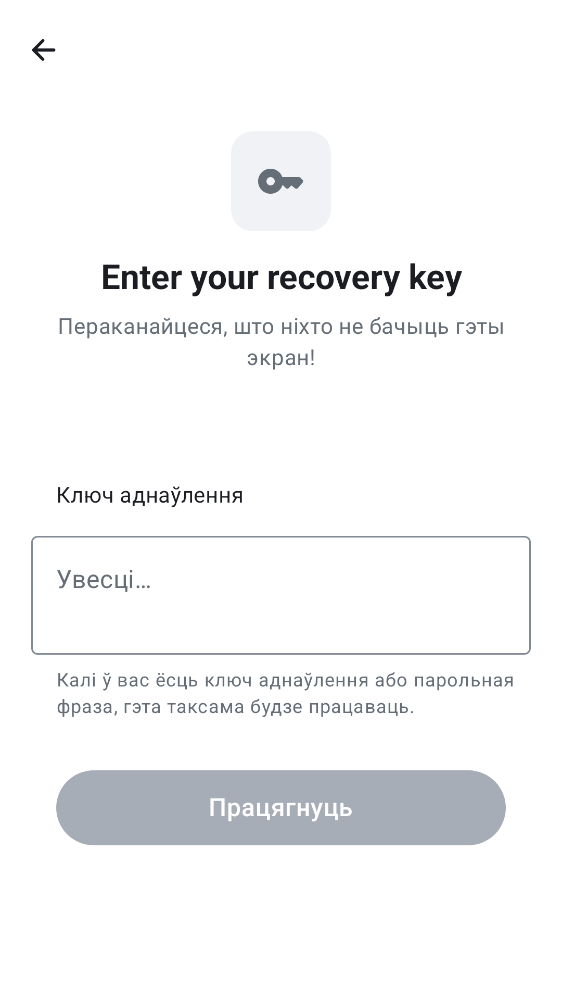 Enter your recovery key
Пераканайцеся, што ніхто не бачыць гэты
экран!
Ключ аднаўлення
Увесці…
Калі ў вас ёсць ключ аднаўлення або парольная
фраза, гэта таксама будзе працаваць.
Працягнуць